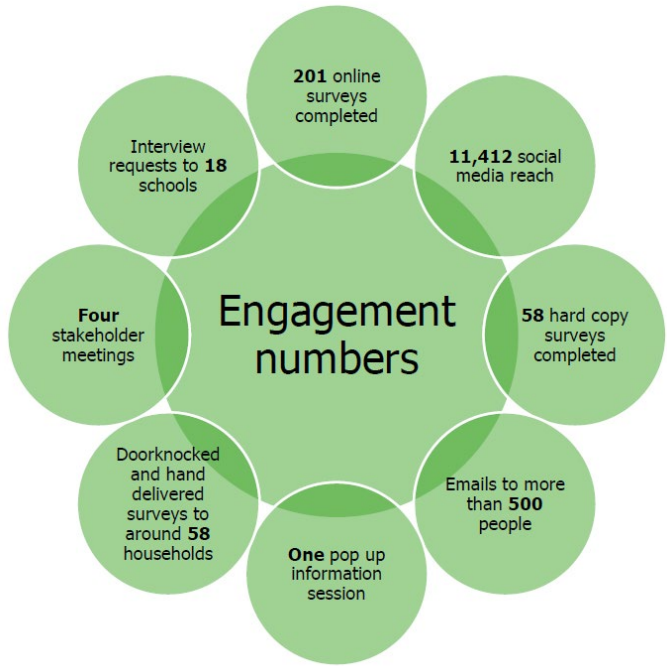 201 online
surveys
completed
11,412 social
media reach
58 hard copy
surveys
completed
Emails to more
than 500
people
One pop up
information
session
Doorknocked
and hand
delivered
surveys to
around 58
households
Four
stakeholder
meetings
Interview
requests to 18
schools
Engagement
numbers